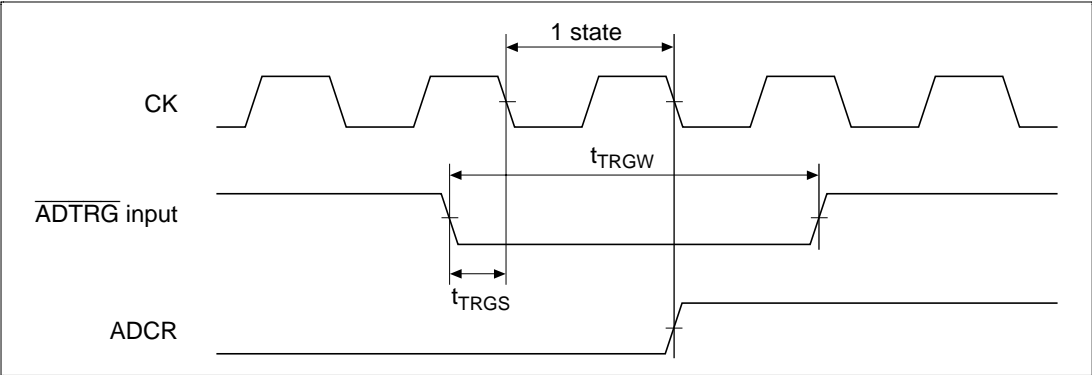 1 state
CK
tTRGW
ADTRG input
tTRGS
ADCR